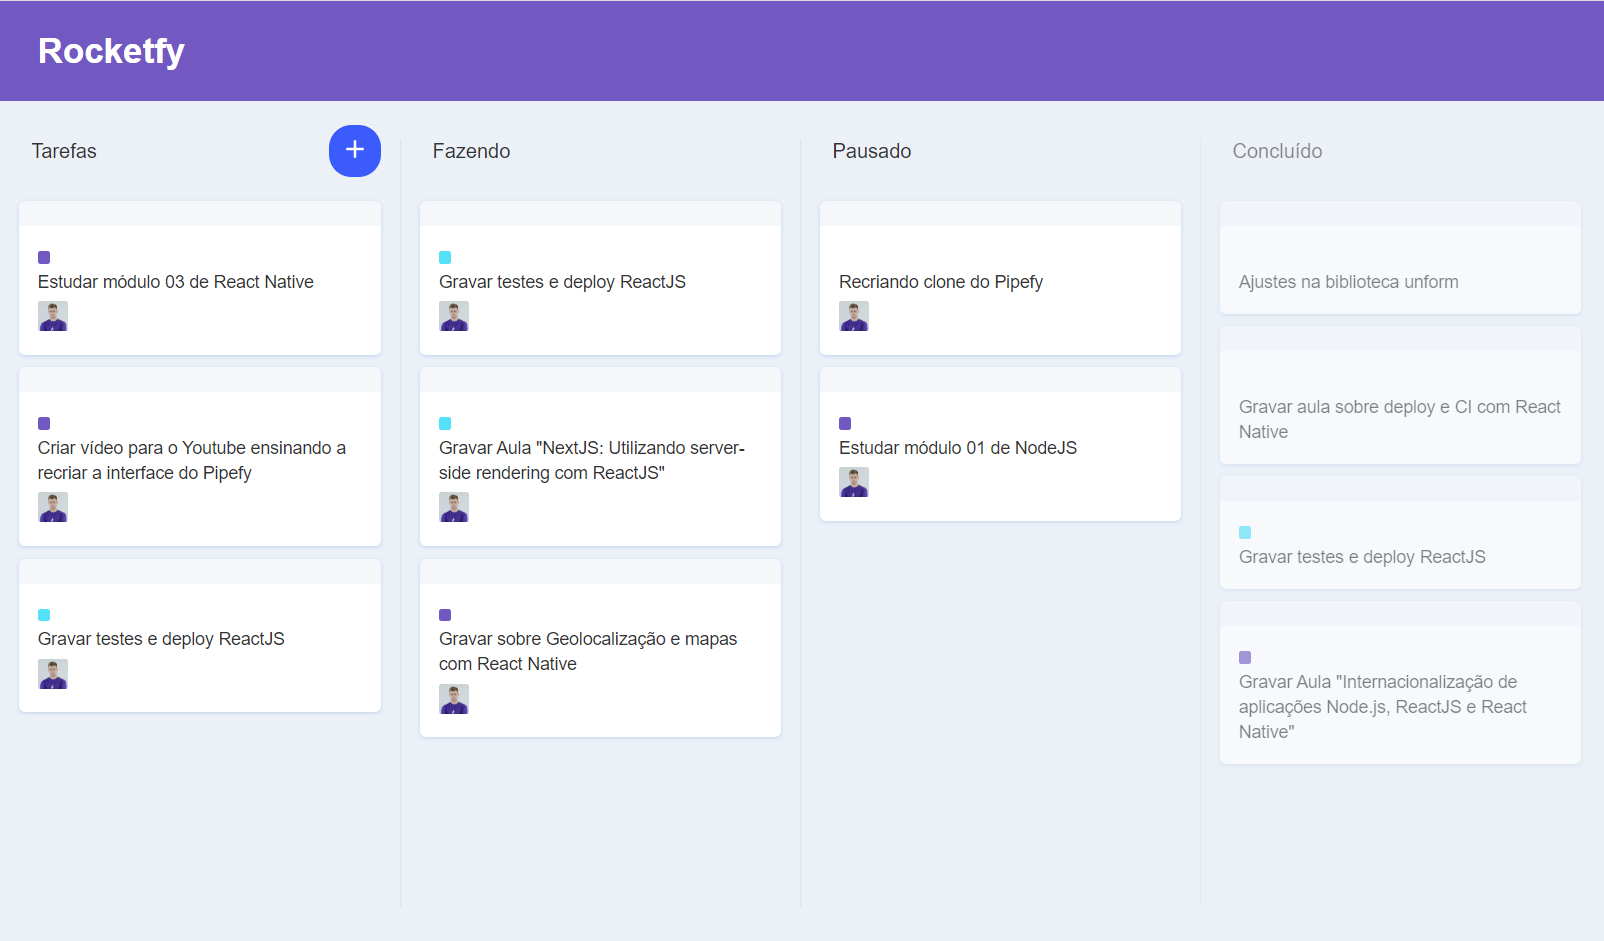 Rocketfy
Tarefas
Estudar módulo 03 de React Native
Criar vídeo para o Youtube ensinando a
recriar a interface do Pipefy
Gravar testes e deploy ReactJS
Fazendo
Gravar testes e deploy ReactJS
Gravar Aula "NextJS: Utilizando server-
side rendering com ReactJS"
Gravar sobre Geolocalização e mapas
com React Native
Pausado
Recriando clone do Pipefy
Estudar módulo 01 de NodeJS
Concluído
Ajustes na biblioteca unform
Gravar aula sobre deploy e CI com React
Native
Gravar testes e deploy ReactJS
Gravar Aula "Internacionalização de
aplicações Node.js, ReactJS e React
Native"